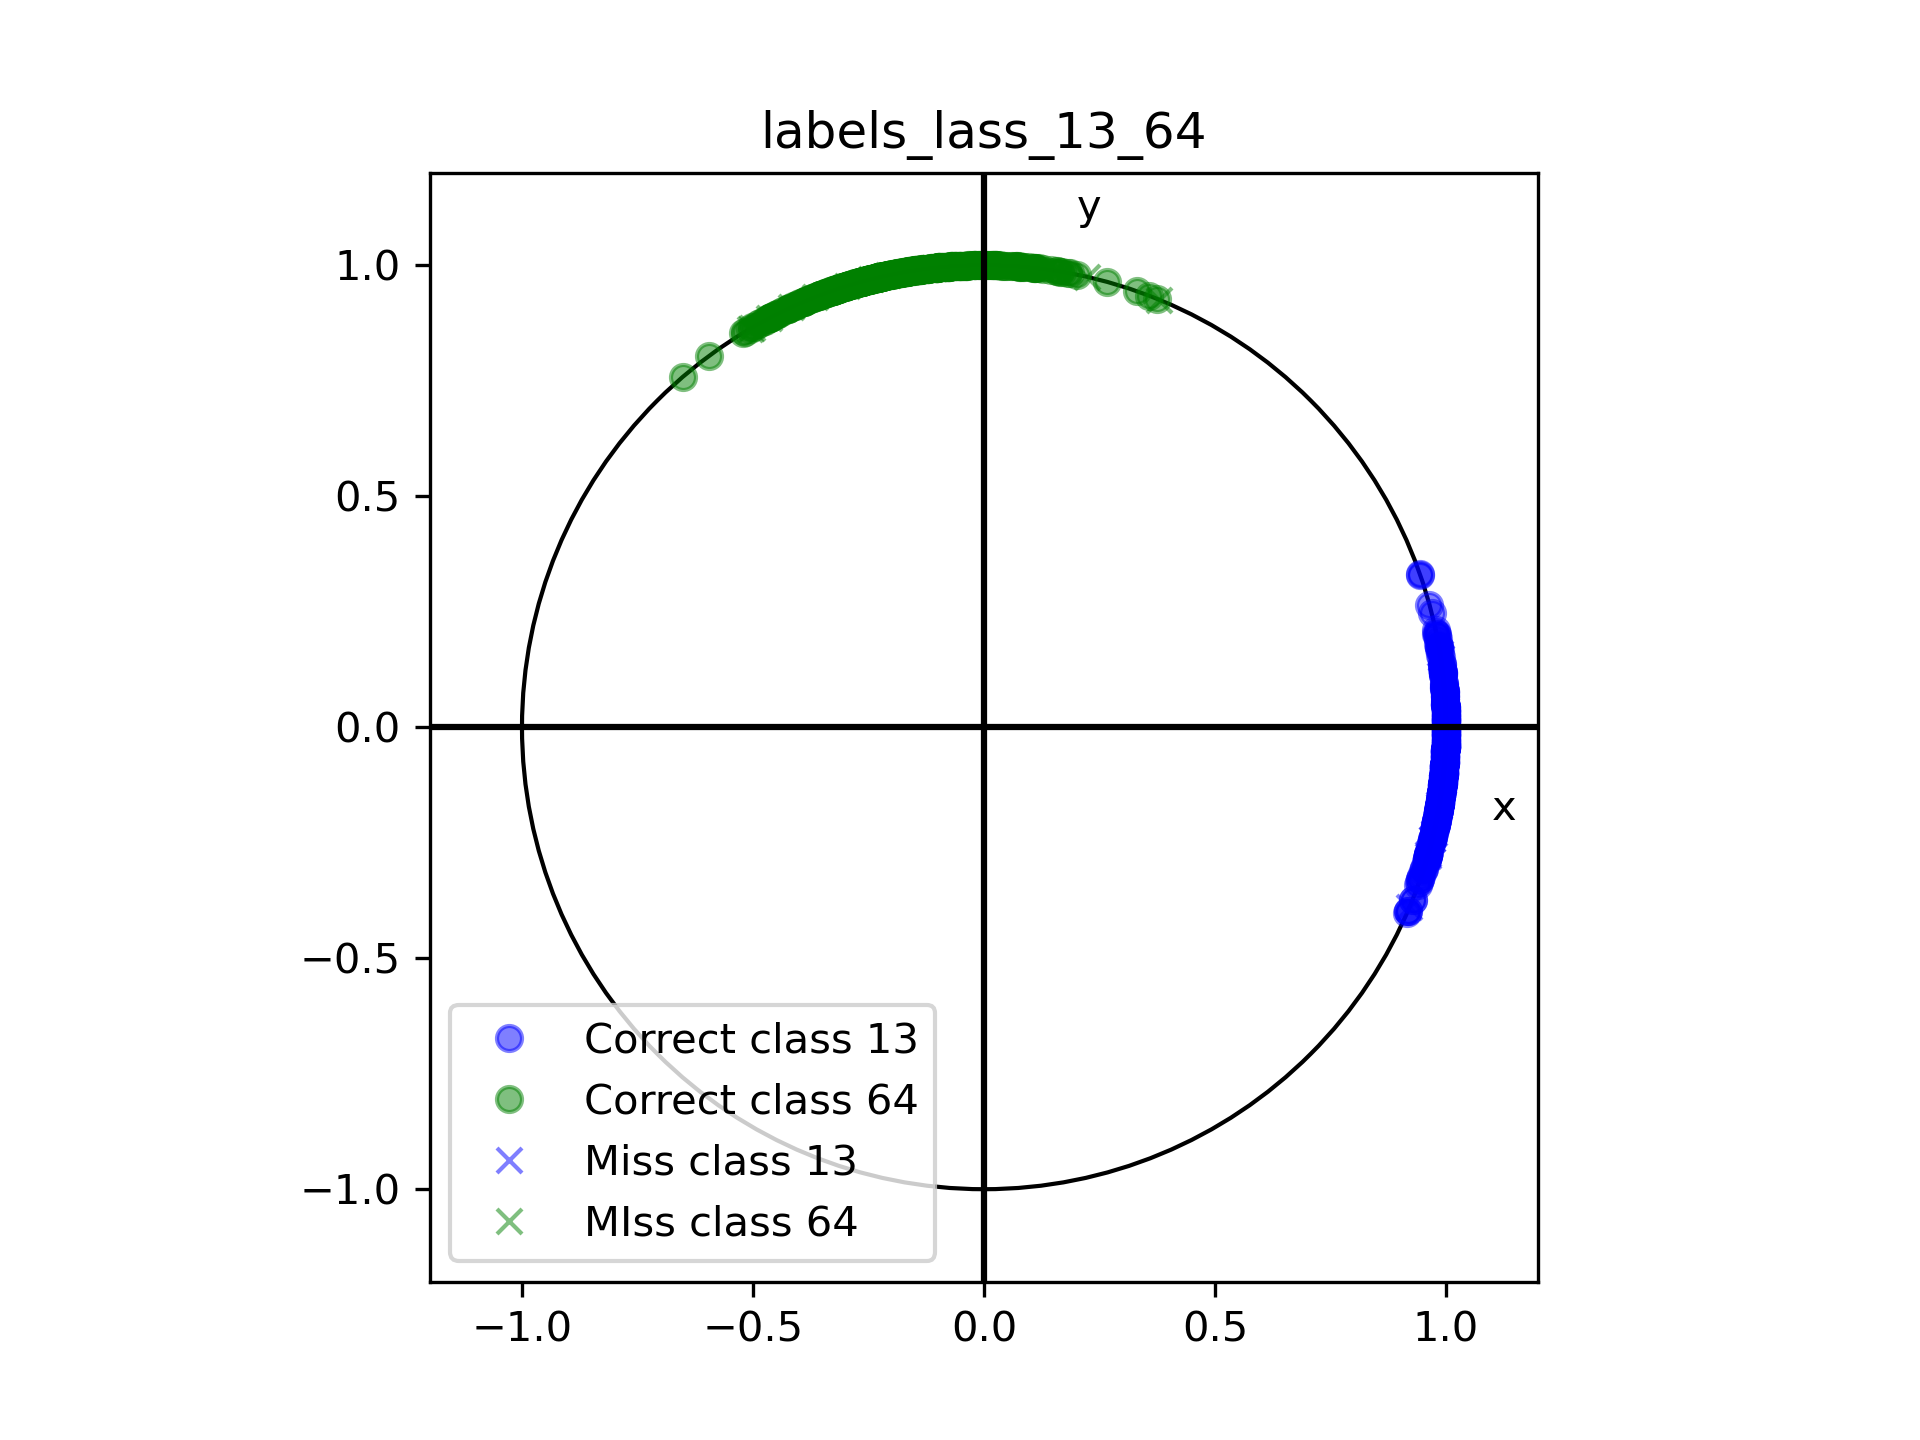 labels_lass_13_64
y
x
1.0
0.5
0.0
−0.5
−1.0
−1.0 −0.5 0.0 0.5 1.0
Correct class 13
Correct class 64
Miss class 13
MIss class 64